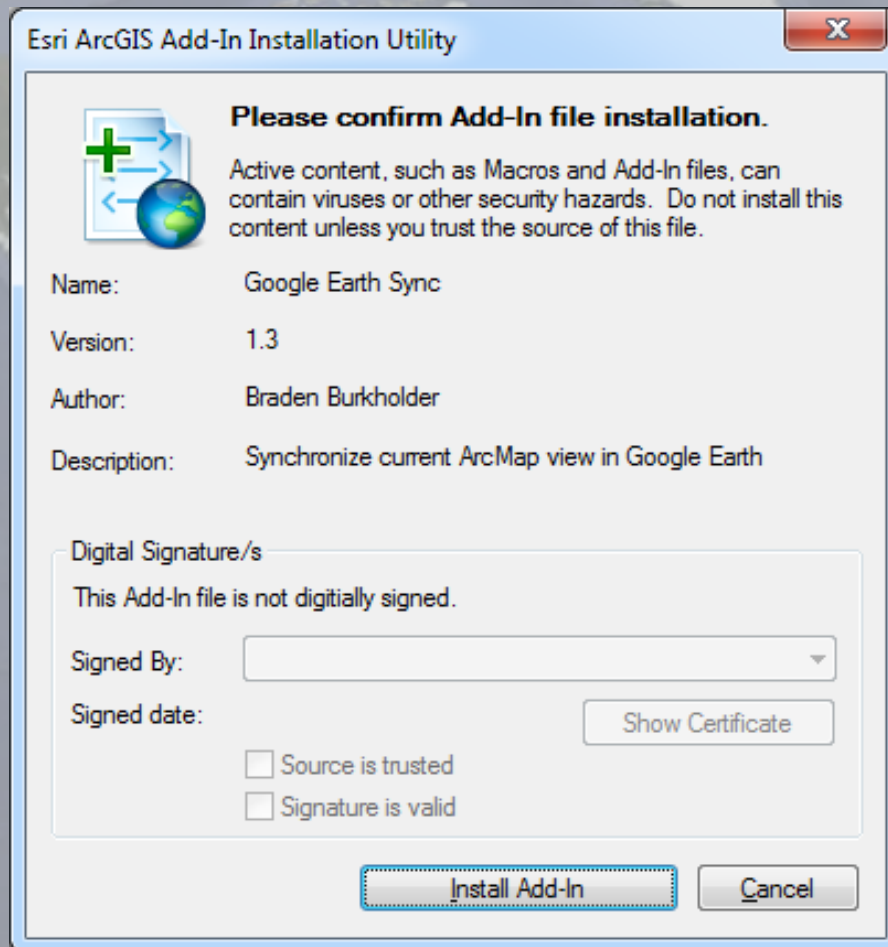 Esri ArcGIS Add-In Installation Utility
Please confirm Add-In file installation.
Active content, such as Macros and Add-In files, can
contain viruses or other security hazards.  Do not install this
content unless you trust the source of this file.
Name: Google Earth Sync
Version: 1.3
Author: Braden Burkholder
Description: Synchronize current ArcMap view in Google Earth
Digital Signature/s
This Add-In file is not digitially signed.
Signed By:
Signed date: Show Certificate
Source is trusted
Signature is valid
Install Add-In Cancel